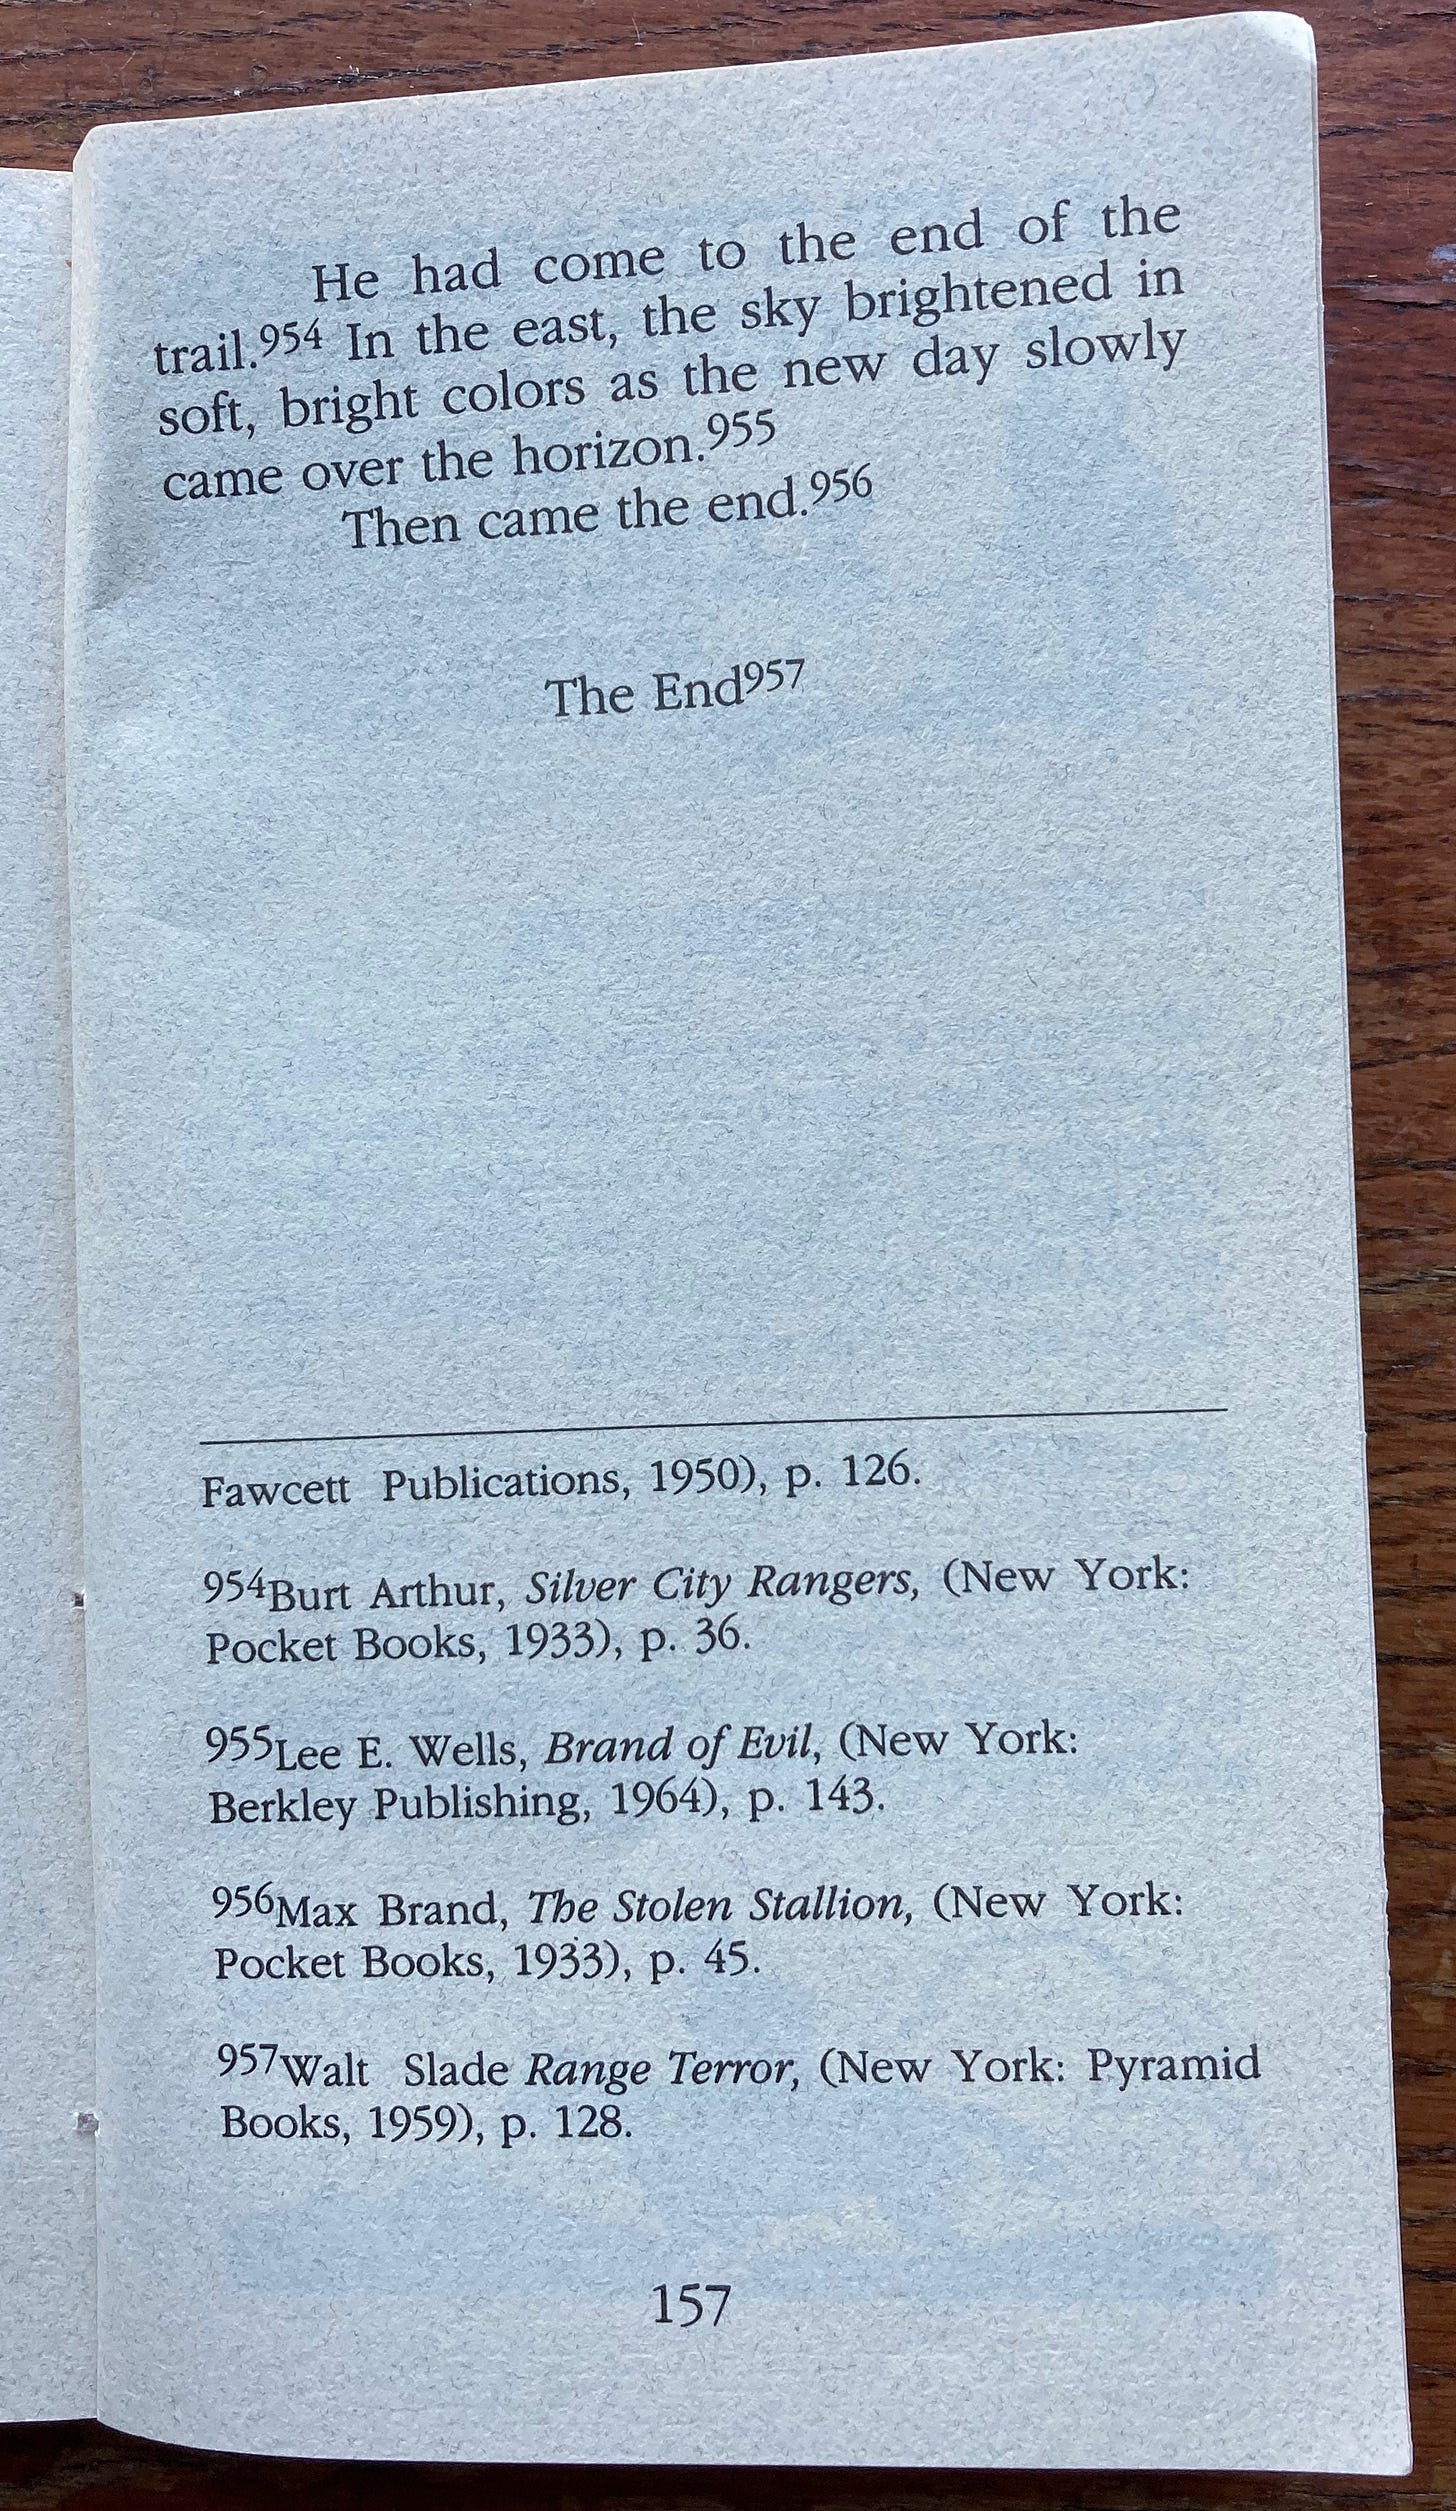 He had come to the end of the
trail.954 In the east, the sky brightened in
soft, bright colors as the new day slowly
came over the horizon.955
Then came the end.956
The End957
Fawcett Publications, 1950), p. 126.
954Burt Arthur, Silver City Rangers, (New York:
Pocket Books, 1933), p. 36.
955Lee E. Wells, Brand of Evil, (New York:
Berkley Publishing, 1964), p. 143.
956Max Brand, The Stolen Stallion, (New York:
Pocket Books, 1933), p. 45.
957Walt Slade Range Terror, (New York: Pyramid
Books, 1959), p. 128.
157